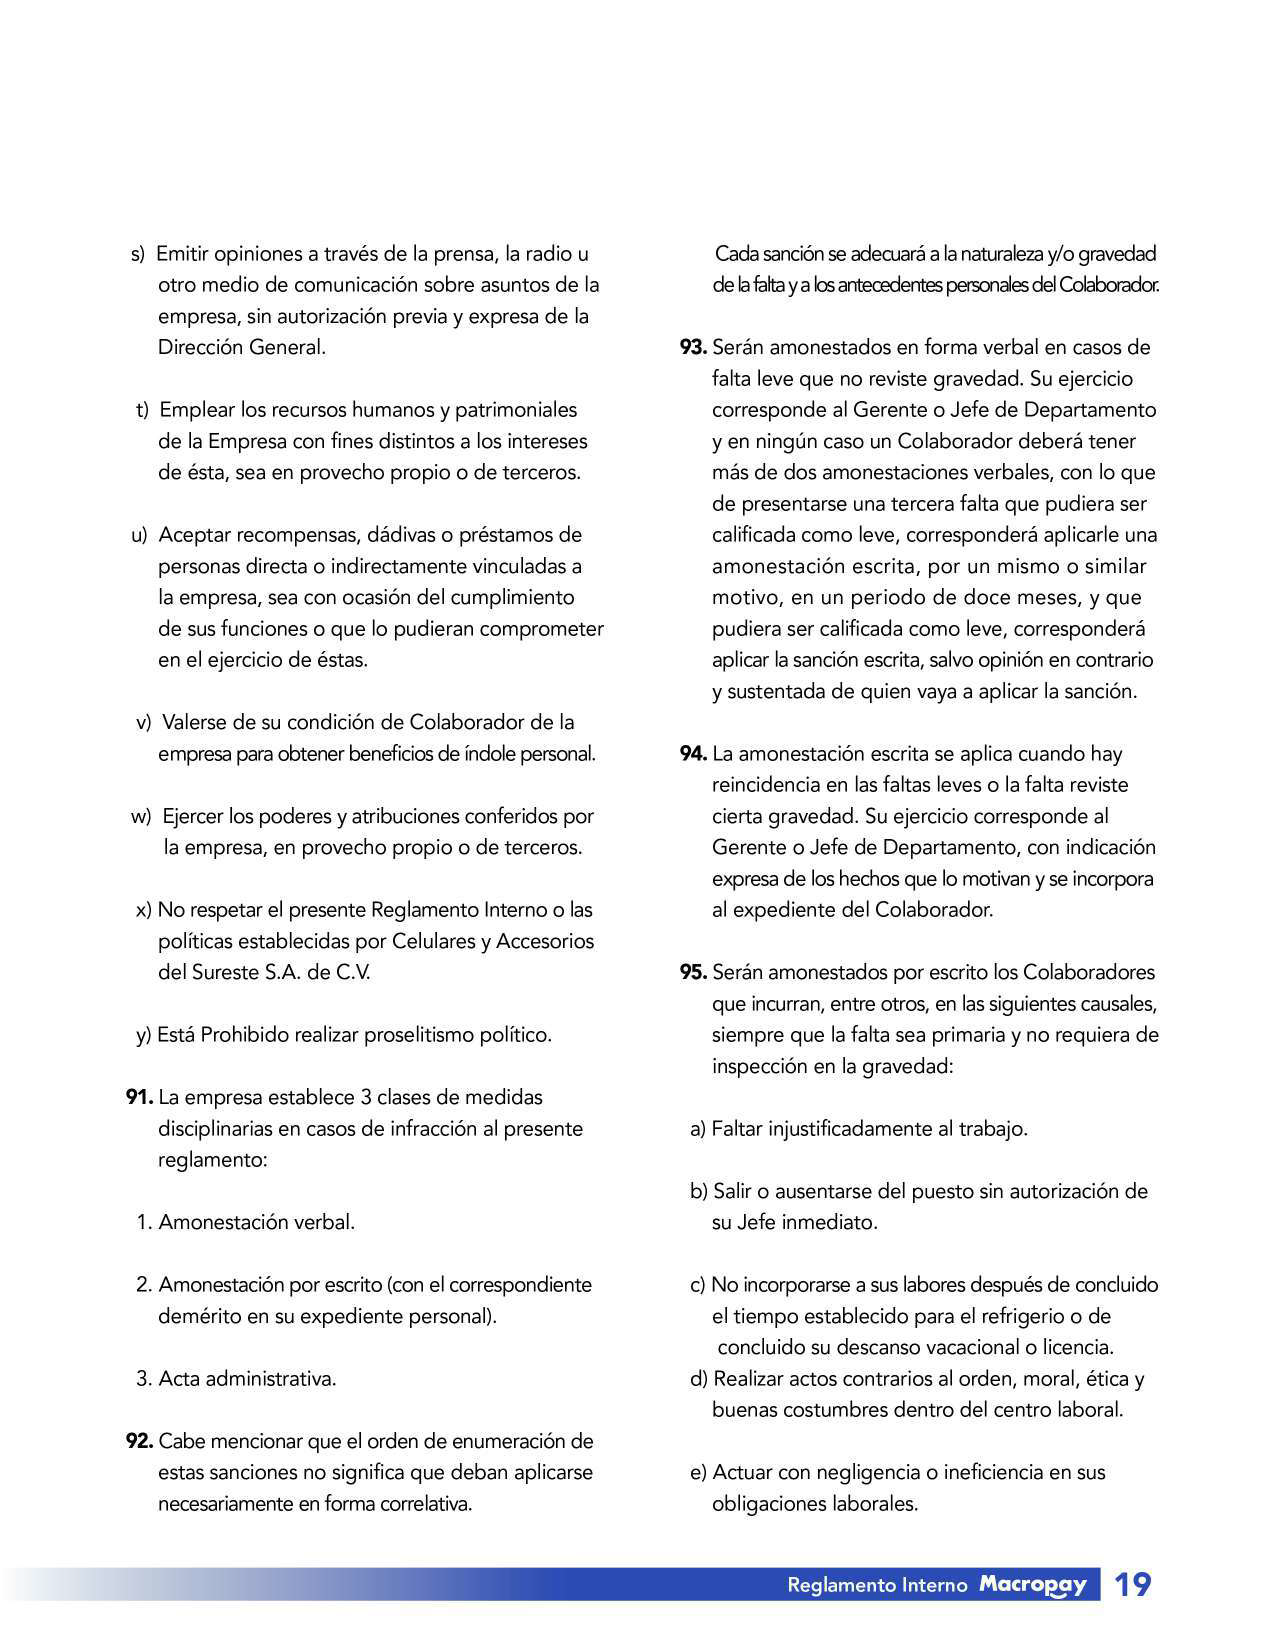 s) Emitir opiniones a través de la prensa, la radio u
otro medio de comunicación sobre asuntos de la
empresa, sin autorización previa y expresa de la
Dirección General.
t) Emplear los recursos humanos y patrimoniales
de la Empresa con fines distintos a los intereses
de ésta, sea en provecho propio o de terceros.
u) Aceptar recompensas, dádivas o préstamos de
personas directa o indirectamente vinculadas a
la empresa, sea con ocasión del cumplimiento
de sus funciones o que lo pudieran comprometer
en el ejercicio de éstas.
v) Valerse de su condición de Colaborador de la
empresa para obtener beneficios de índole personal.
w) Ejercer los poderes y atribuciones conferidos por
la empresa, en provecho propio o de terceros.
x) No respetar el presente Reglamento Interno o las
políticas establecidas por Celulares y Accesorios
del Sureste S.A. de C.V.
y) Está Prohibido realizar proselitismo político.
91. La empresa establece 3 clases de medidas
disciplinarias en casos de infracción al presente
reglamento:
1. Amonestación verbal.
2. Amonestación por escrito (con el correspondiente
demérito en su expediente personal).
3. Acta administrativa.
92. Cabe mencionar que el orden de enumeración de
estas sanciones no significa que deban aplicarse
necesariamente en forma correlativa.
Cada sanción se adecuará a la naturaleza y/o gravedad
de la falta y a los antecedentes personales del Colaborador.
93. Serán amonestados en forma verbal en casos de
falta leve que no reviste gravedad. Su ejercicio
corresponde al Gerente o Jefe de Departamento
y en ningún caso un Colaborador deberá tener
más de dos amonestaciones verbales, con lo que
de presentarse una tercera falta que pudiera ser
calificada como leve, corresponderá aplicarle una
amonestación escrita, por un mismo o similar
motivo, en un periodo de doce meses, y que
pudiera ser calificada como leve, corresponderá
aplicar la sanción escrita, salvo opinión en contrario
y sustentada de quien vaya a aplicar la sanción.
94. La amonestación escrita se aplica cuando hay
reincidencia en las faltas leves o la falta reviste
cierta gravedad. Su ejercicio corresponde al
Gerente o Jefe de Departamento, con indicación
expresa de los hechos que lo motivan y se incorpora
al expediente del Colaborador.
95. Serán amonestados por escrito los Colaboradores
que incurran, entre otros, en las siguientes causales,
siempre que la falta sea primaria y no requiera de
inspección en la gravedad:
a) Faltar injustificadamente al trabajo.
b) Salir o ausentarse del puesto sin autorización de
su Jefe inmediato.
c) No incorporarse a sus labores después de concluido
el tiempo establecido para el refrigerio o de
concluido su descanso vacacional o licencia.
d) Realizar actos contrarios al orden, moral, ética y
buenas costumbres dentro del centro laboral.
e) Actuar con negligencia o ineficiencia en sus
obligaciones laborales.
Reglamento Interno Macropay 19